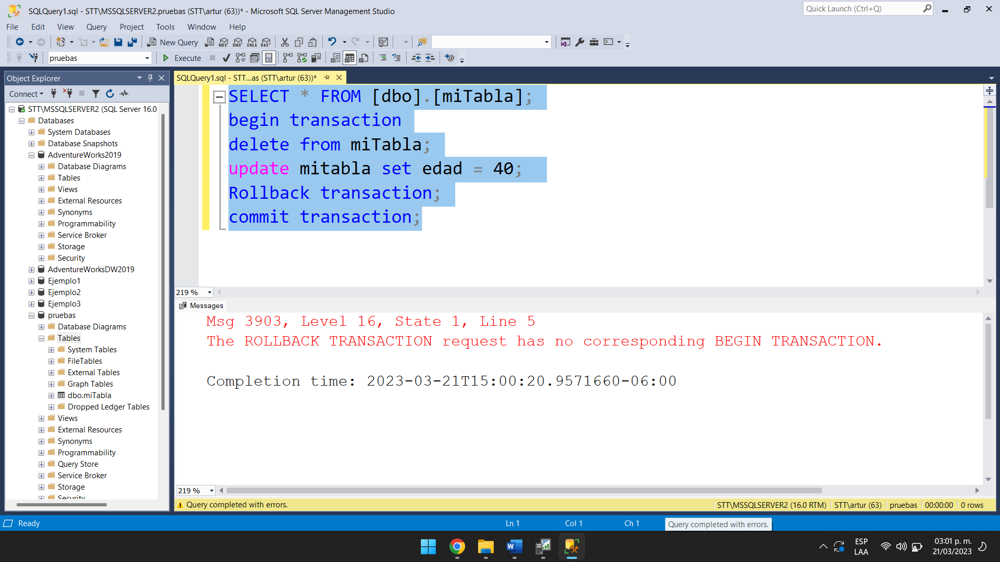 SQLQuery1.sql - STT\MSSQLSERVER2.pruebas (STT\artur (63))* - Microsoft SQL Server Management Studio
Quick Launch (Ctrl+Q)
File Edit View Query Project Tools Window Help
New Query
MDX DMX XMLA DAX
pruebas
Execute
Object Explorer
SQLQuery1.sql - STT...as (STT\artur (63))*
Connect
STT\MSSQLSERVER2 (SQL Server 16.0
Databases
System Databases
Database Snapshots
AdventureWorks2019
Database Diagrams
Tables
Views
External Resources
Synonyms
Programmability
Service Broker
Storage
Security
AdventureWorksDW2019
Ejemplo1
Ejemplo2
Ejemplo3
pruebas
Database Diagrams
Tables
System Tables
FileTables
External Tables
Graph Tables
dbo.miTabla
Dropped Ledger Tables
Views
External Resources
Synonyms
Programmability
Query Store
Service Broker
Storage
Security
SELECT * FROM [dbo].[miTabla];
begin transaction
delete from miTabla;
update mitabla set edad = 40;
Rollback transaction;
commit transaction;
219 %
Messages
Msg 3903, Level 16, State 1, Line 5
The ROLLBACK TRANSACTION request has no corresponding BEGIN TRANSACTION.
Completion time: 2023-03-21T15:00:20.9571660-06:00
219 %
Query completed with errors.
STT\MSSQLSERVER2 (16.0 RTM) STT\artur (63) pruebas 00:00:00 0 rows
Ready
Ln 1 Col 1 Ch 1
Query completed with errors.
W
ESP
LAA
03:01 p. m.
21/03/2023